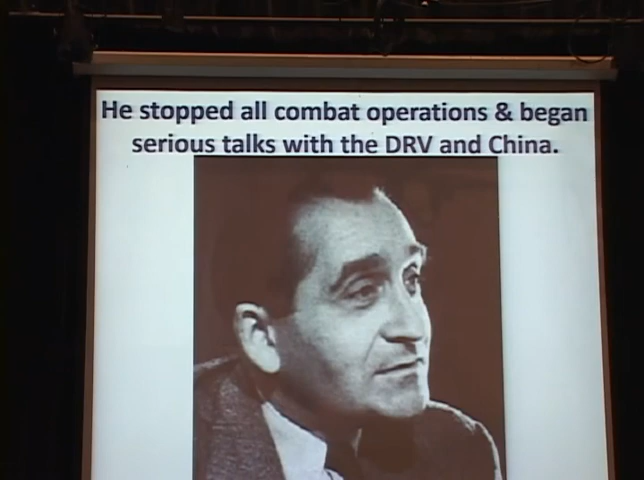 He stopped all combat operations & began
serious talks with the DRV and China.